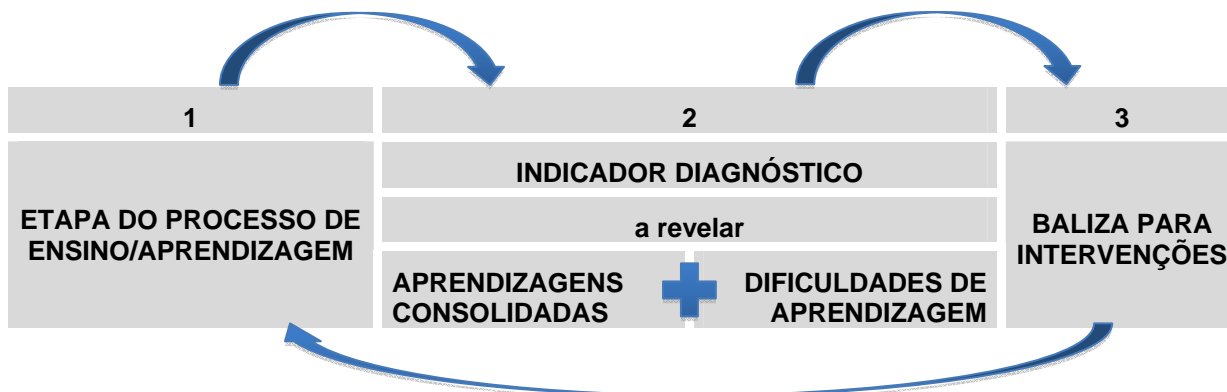 1
2
3
ETAPA DO PROCESSO DE
ENSINO/APRENDIZAGEM
INDICADOR DIAGNÓSTICO
a revelar
APRENDIZAGENS
CONSOLIDADAS
DIFICULDADES DE
APRENDIZAGEM
BALIZA PARA
INTERVENÇÕES